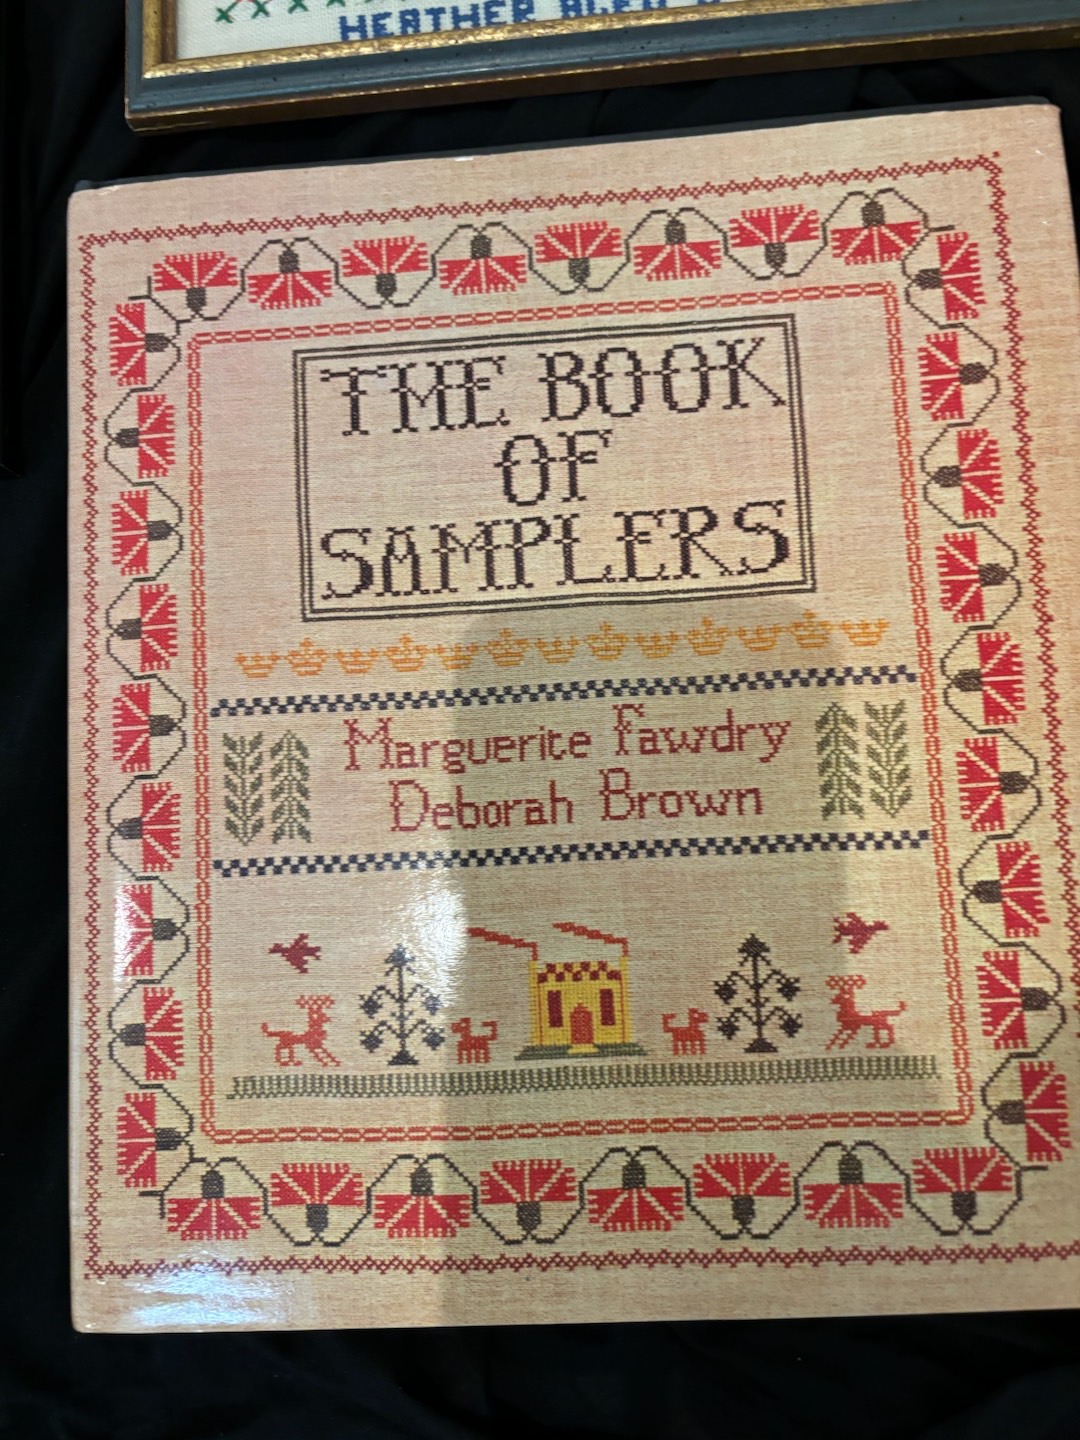 HEATHER
THE BOOK
OF
SAMPLERS
Marguerite Fawdry
Deborah Brown